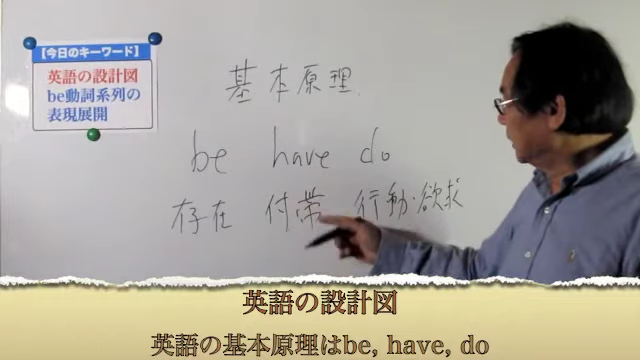 【今日のキーワード】
英語の設計図
be動詞系列の
表現展開
基本原理
be have do
存在 付帯 行動・欲求
英語の設計図
英語の基本原理はbe, have, do